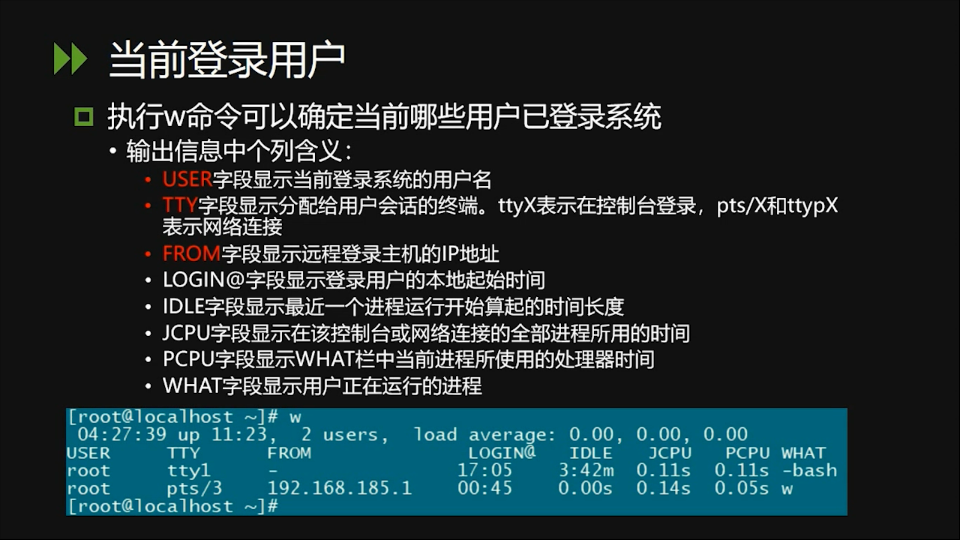 当前登录用户
执行w命令可以确定当前哪些用户已登录系统
• 输出信息中个列含义：
• USER字段显示当前登录系统的用户名
• TTY字段显示分配给用户会话的终端。ttyX表示在控制台登录，pts/X和ttypX
表示网络连接
• FROM字段显示远程登录主机的IP地址
• LOGIN@字段显示登录用户的本地起始时间
• IDLE字段显示最近一个进程运行开始算起的时间长度
• JCPU字段显示在该控制台或网络连接的全部进程所用的时间
• PCPU字段显示WHAT栏中当前进程所使用的处理器时间
• WHAT字段显示用户正在运行的进程
[root@localhost ~]# w
04:27:39 up 11:23, 2 users, load average: 0.00, 0.00, 0.00
USER TTY FROM LOGIN@ IDLE JCPU PCPU WHAT
root tty1 - 17:05 3:42m 0.11s 0.11s -bash
root pts/3 192.168.185.1 00:45 0.00s 0.14s 0.05s w
[root@localhost ~]#